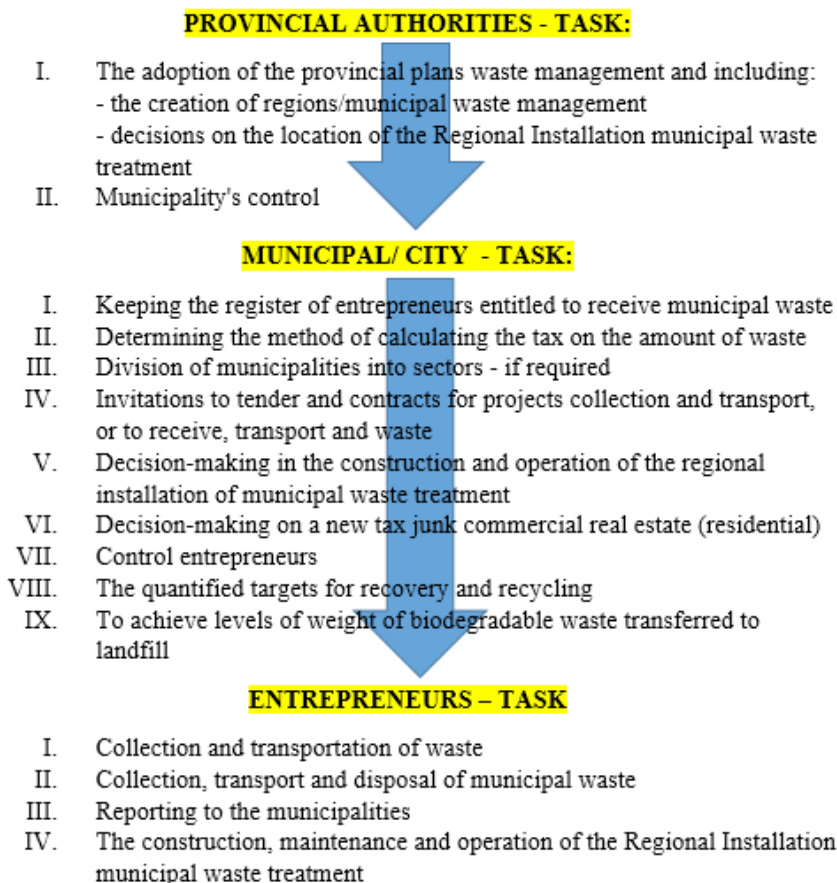 PROVINCIAL AUTHORITIES - TASK:
I. The adoption of the provincial plans waste management and including:
- the creation of regions/municipal waste management
- decisions on the location of the Regional Installation municipal waste
treatment
II. Municipality's control
MUNICIPAL/ CITY - TASK:
I. Keeping the register of entrepreneurs entitled to receive municipal waste
II. Determining the method of calculating the tax on the amount of waste
III. Division of municipalities into sectors - if required
IV. Invitations to tender and contracts for projects collection and transport,
or to receive, transport and waste
V. Decision-making in the construction and operation of the regional
installation of municipal waste treatment
VI. Decision-making on a new tax junk commercial real estate (residential)
VII. Control entrepreneurs
VIII. The quantified targets for recovery and recycling
IX. To achieve levels of weight of biodegradable waste transferred to
landfill
ENTREPRENEURS – TASK
I. Collection and transportation of waste
II. Collection, transport and disposal of municipal waste
III. Reporting to the municipalities
IV. The construction, maintenance and operation of the Regional Installation
municipal waste treatment